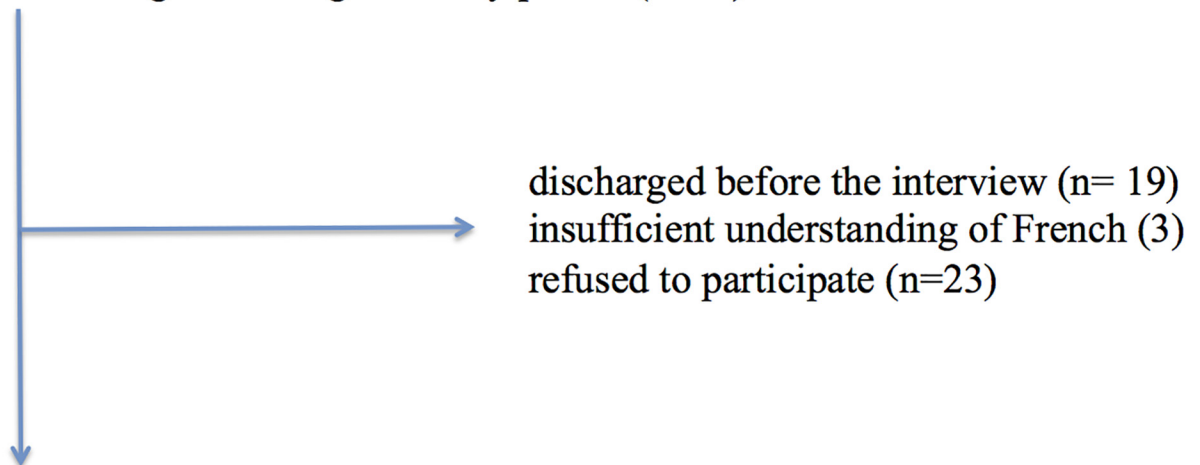 discharged before the interview (n= 19)
insufficient understanding of French (3)
refused to participate (n=23)